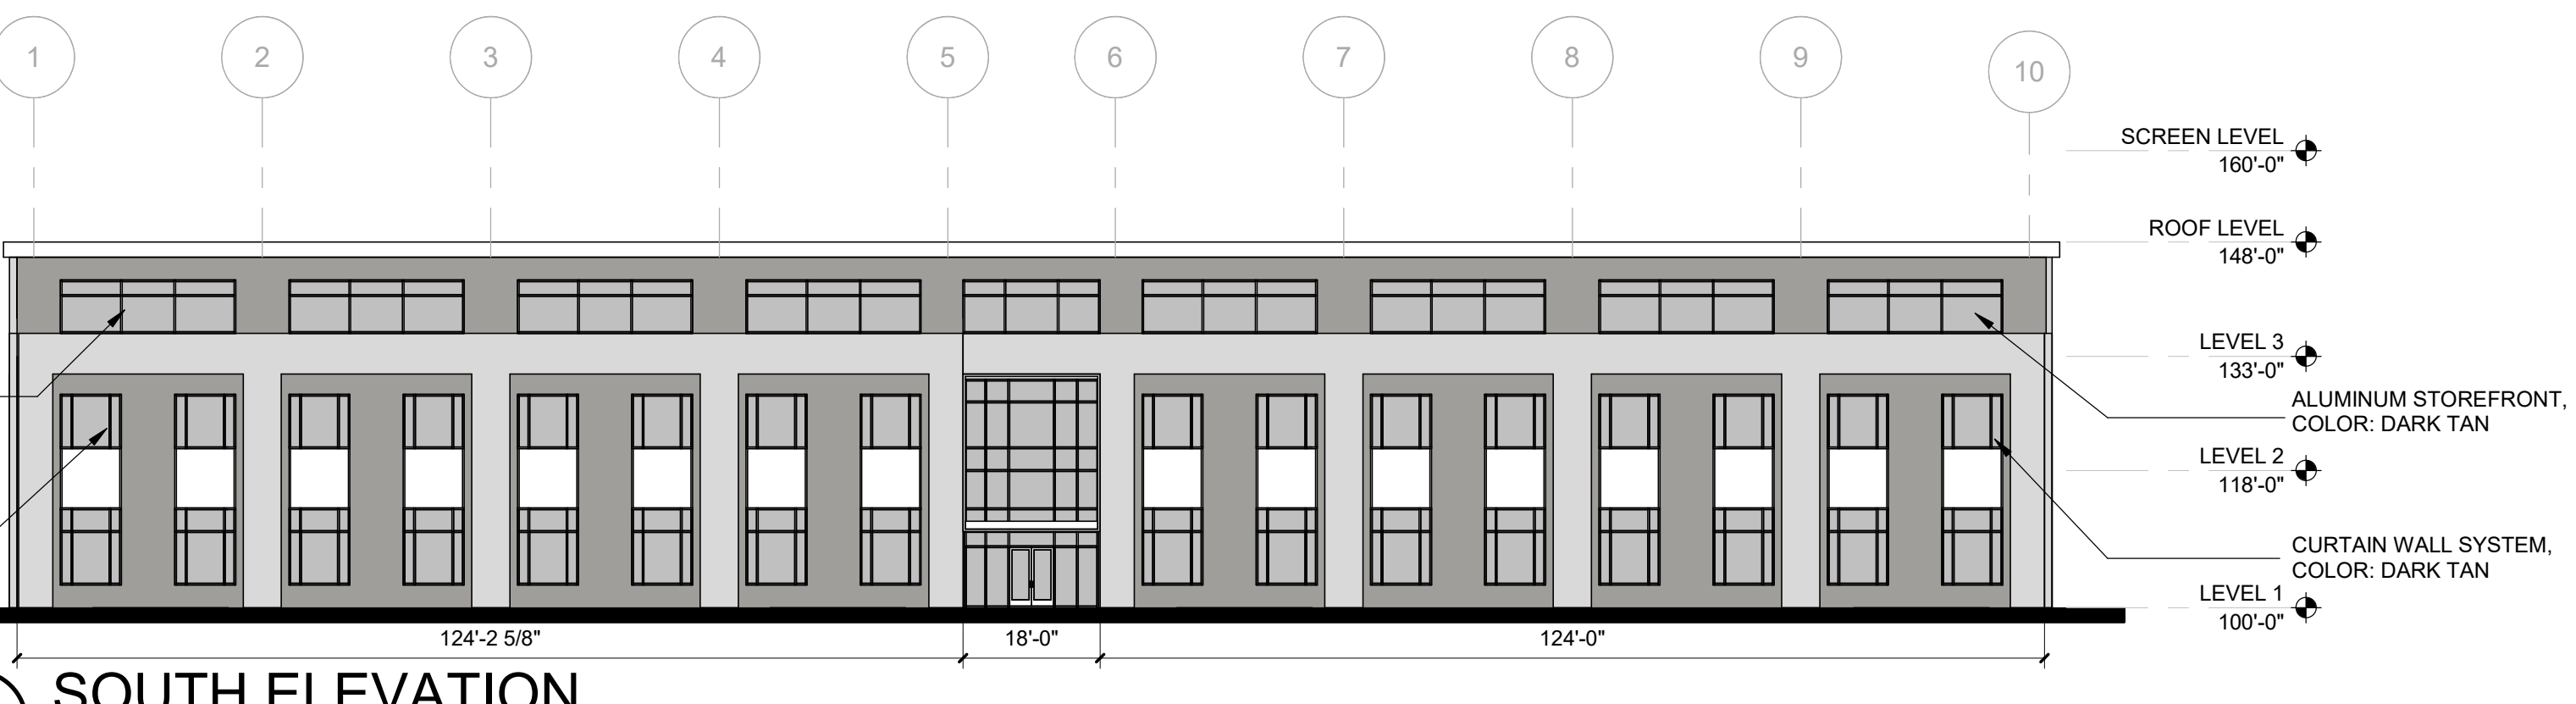 1 2 3 4 5 6 7 8 9 10
SCREEN LEVEL
160'-0"
ROOF LEVEL
148'-0"
LEVEL 3
133'-0"
ALUMINUM STOREFRONT,
COLOR: DARK TAN
LEVEL 2
118'-0"
CURTAIN WALL SYSTEM,
COLOR: DARK TAN
LEVEL 1
100'-0"
124'-2 5/8" 18'-0" 124'-0"
SOUTH ELEVATION